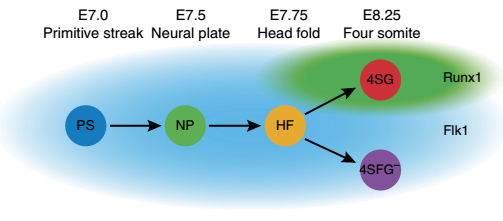 E7.0 E7.5 E7.75 E8.25
Primitive streak Neural plate Head fold Four somite
4SG Runx1
PS NP HF Flk1
4SFG⁻